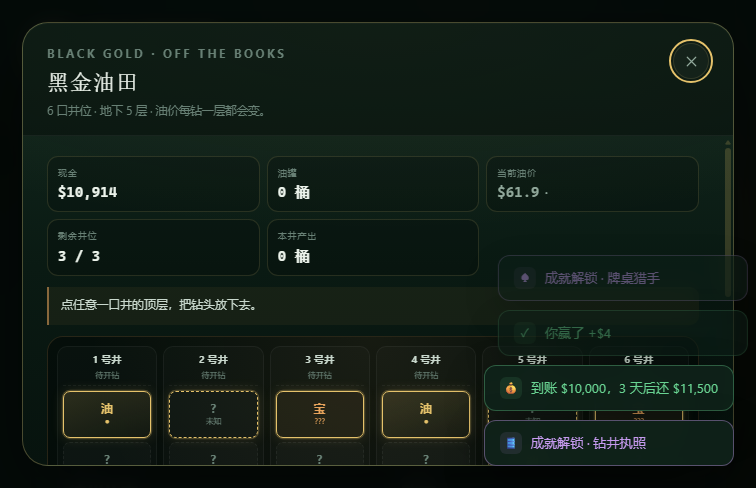 BLACK GOLD · OFF THE BOOKS
黑金油田
6 口井位 · 地下 5 层 · 油价每钻一层都会变。
×
现金
$10,914
油罐
0 桶
当前油价
$61.9 ·
剩余井位
3 / 3
本井产出
0 桶
成就解锁 · 牌桌猎手
点任意一口井的顶层，把钻头放下去。
✓ 你赢了 +$4
1 号井
待开钻
油
●
?
2 号井
待开钻
?
未知
?
3 号井
待开钻
宝
???
?
4 号井
待开钻
油
●
?
5 号井
6 号井
???
到账 $10,000，3 天后还 $11,500
成就解锁 · 钻井执照